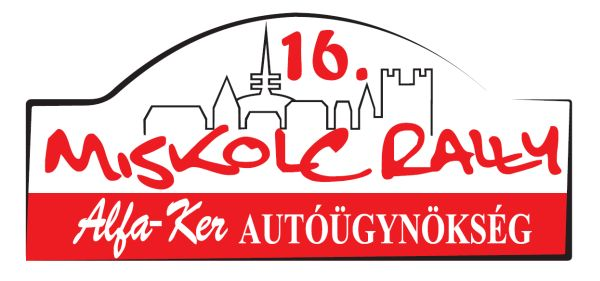 16.
MISKOLC RALLY
Alfa-Ker AUTÓÜGYNÖKSÉG